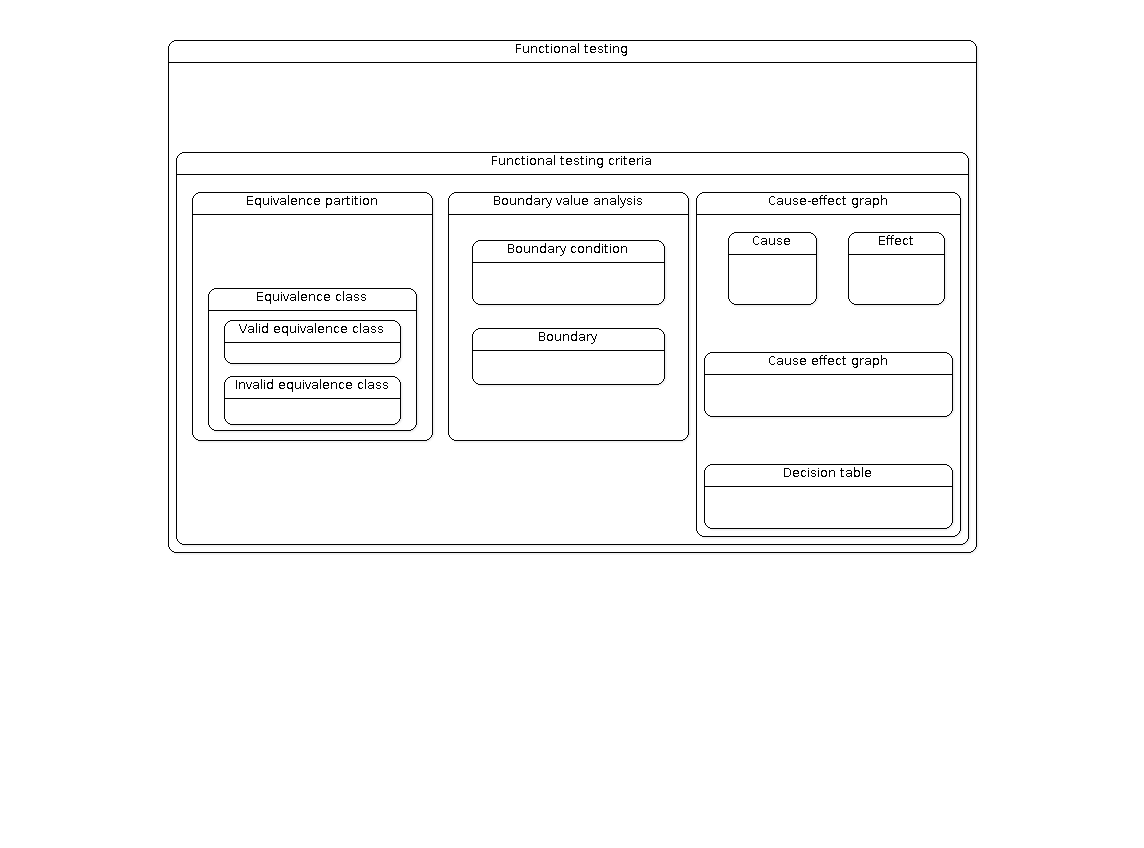 Functional testing
Functional testing criteria
Equivalence partition
Equivalence class
Valid equivalence class
Invalid equivalence class
Boundary value analysis
Boundary condition
Boundary
Cause-effect graph
Cause
Effect
Cause effect graph
Decision table